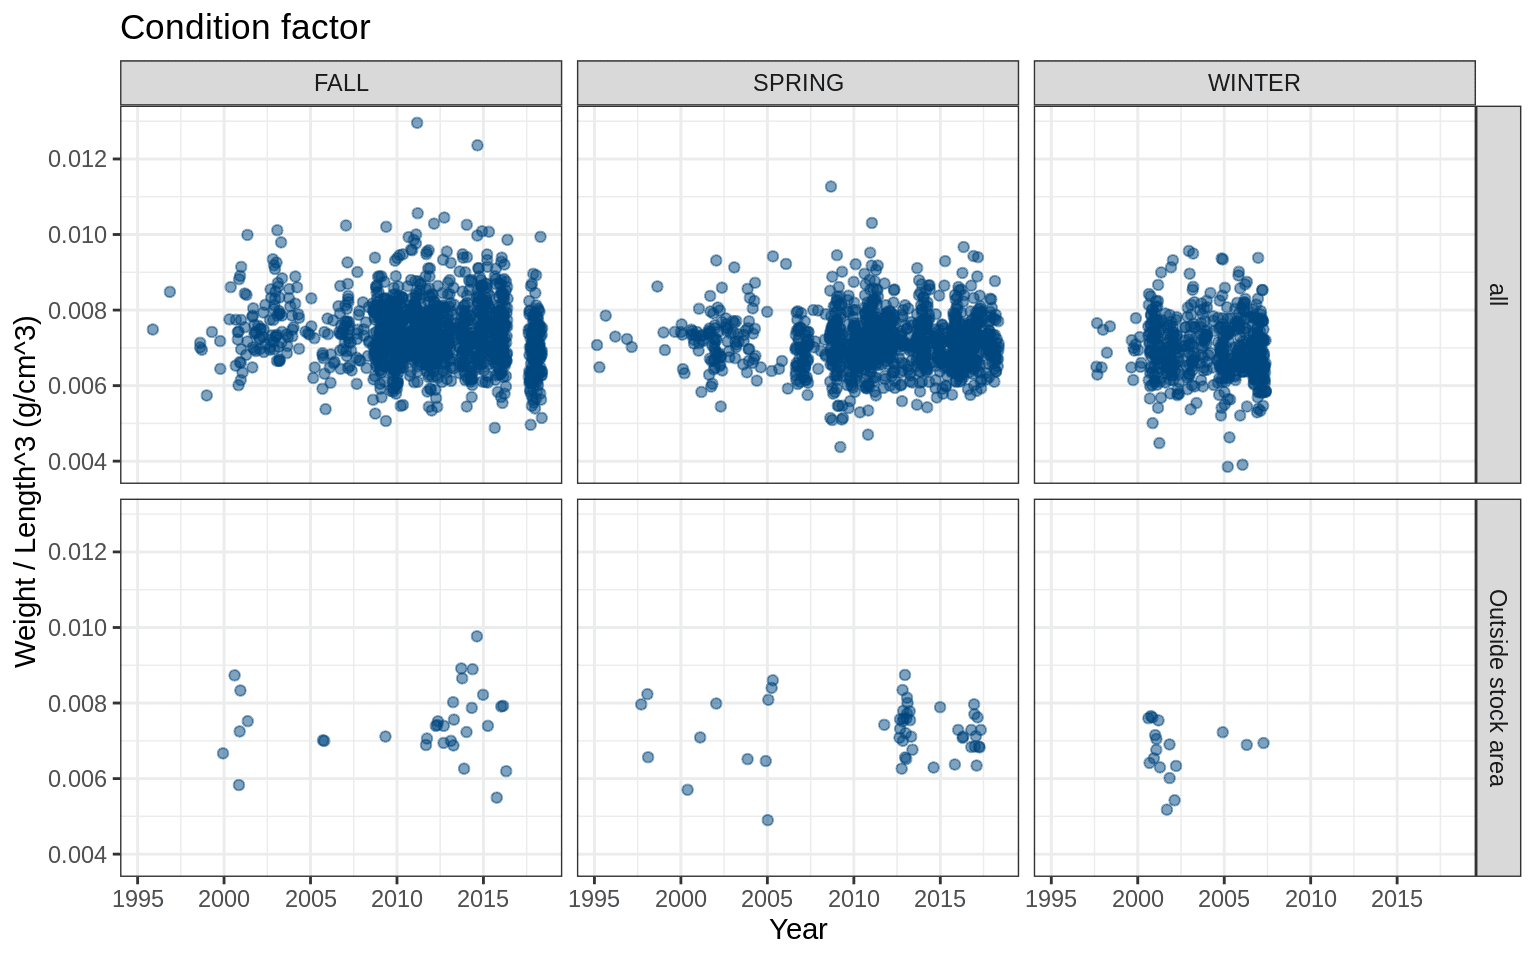 Condition factor
FALL
SPRING
WINTER
0.012
0.010
0.008
0.006
0.004
all
0.012
0.010
0.008
0.006
0.004
Outside stock area
Weight / Length^3 (g/cm^3)
1995 2000 2005 2010 2015
1995 2000 2005 2010 2015
1995 2000 2005 2010 2015
Year